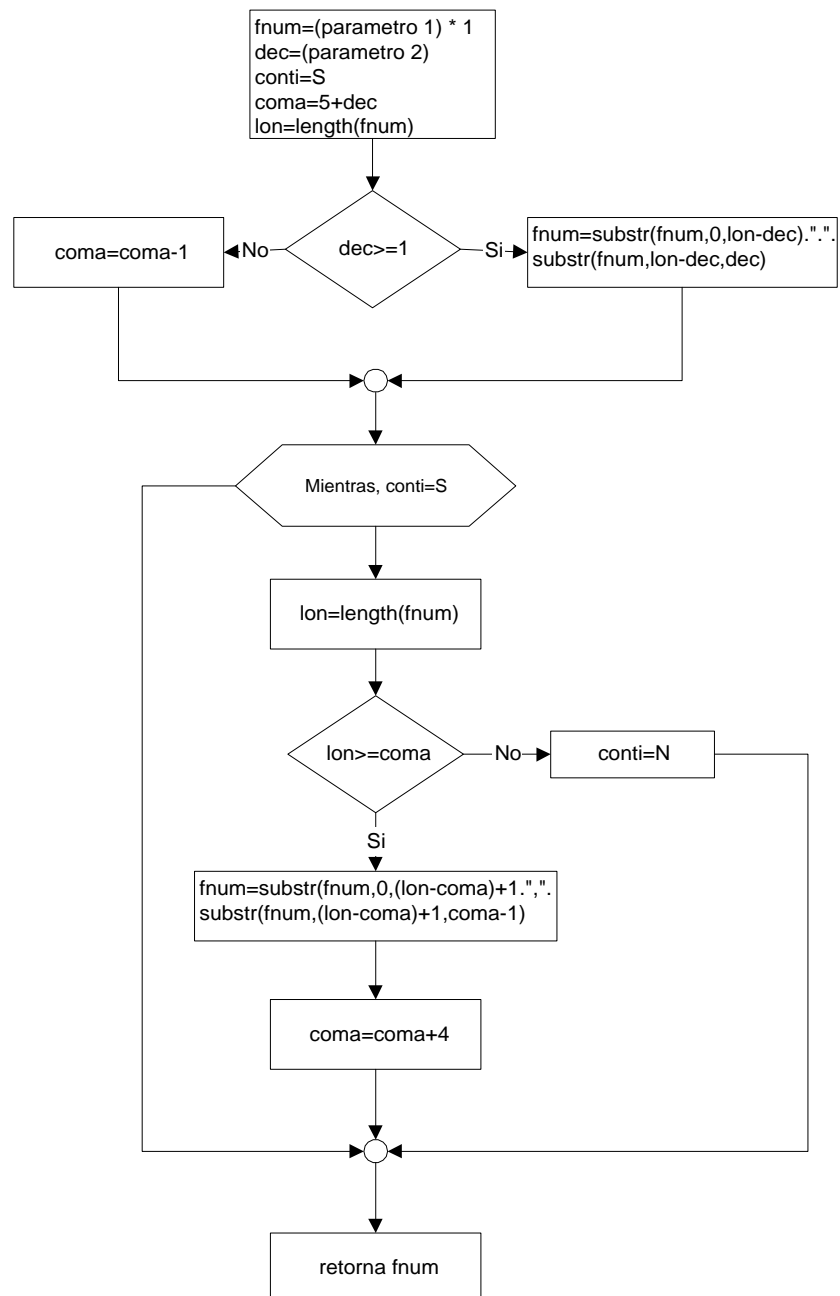 fnum=(parametro 1) * 1
dec=(parametro 2)
conti=S
coma=5+dec
lon=length(fnum)
coma=coma-1
No
dec>=1
Si
fnum=substr(fnum,0,lon-dec).".".
substr(fnum,lon-dec,dec)
Mientras, conti=S
lon=length(fnum)
lon>=coma
No
conti=N
Si
fnum=substr(fnum,0,(lon-coma)+1.",".
substr(fnum,(lon-coma)+1,coma-1)
coma=coma+4
retorna fnum